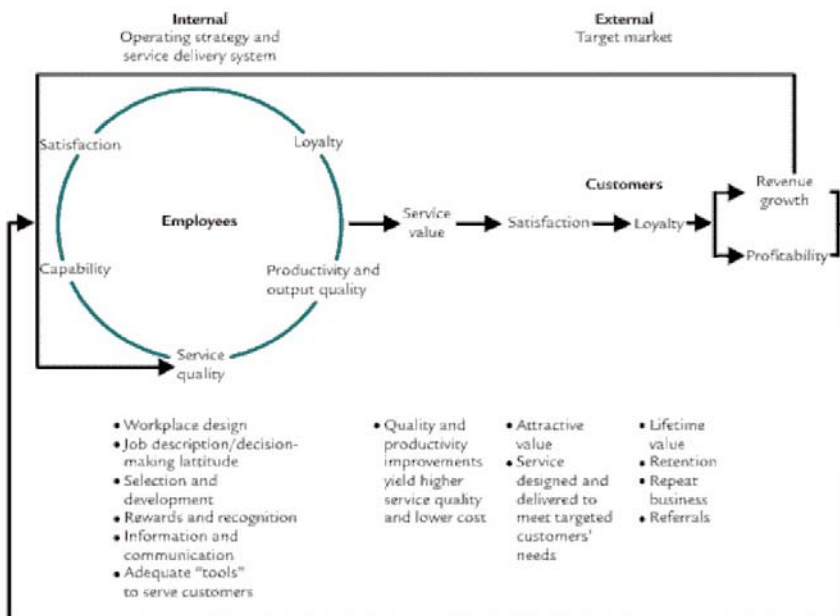 Internal
Operating strategy and
service delivery system
External
Target market
Satisfaction
Loyalty
Employees
Capability
Productivity and
output quality
Service
quality
Service
value
Customers
Satisfaction
Loyalty
Revenue
growth
Profitability
• Workplace design
• Job description/decision-
making lattitude
• Selection and
development
• Rewards and recognition
• Information and
communication
• Adequate “tools”
to serve customers
• Quality and
productivity
improvements
yield higher
service quality
and lower cost
• Attractive
value
• Service
designed and
delivered to
meet targeted
customers’
needs
• Lifetime
value
• Retention
• Repeat
business
• Referrals